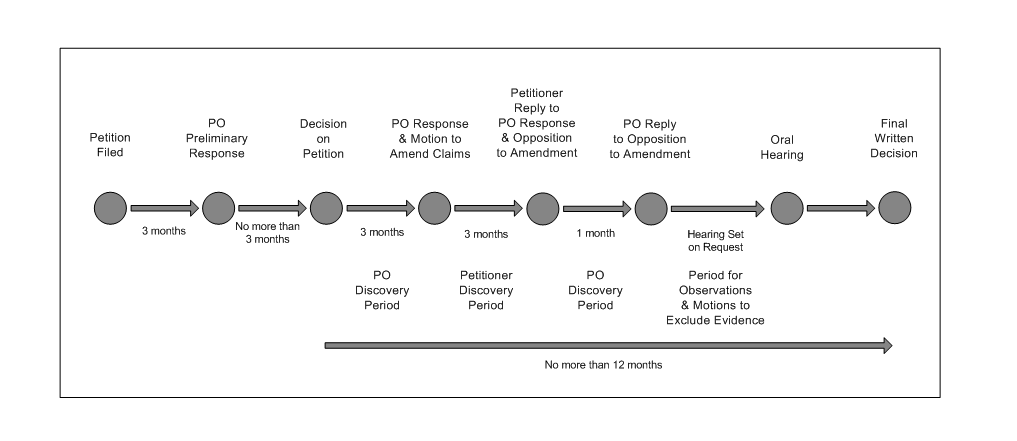 Petition
Filed
PO
Preliminary
Response
Decision
on
Petition
PO Response
& Motion to
Amend Claims
Petitioner
Reply to
PO Response
& Opposition
to Amendment
PO Reply
to Opposition
to Amendment
Oral
Hearing
Final
Written
Decision
3 months
No more than
3 months
3 months
3 months
1 month
Hearing Set
on Request
PO
Discovery
Period
Petitioner
Discovery
Period
PO
Discovery
Period
Period for
Observations
& Motions to
Exclude Evidence
No more than 12 months